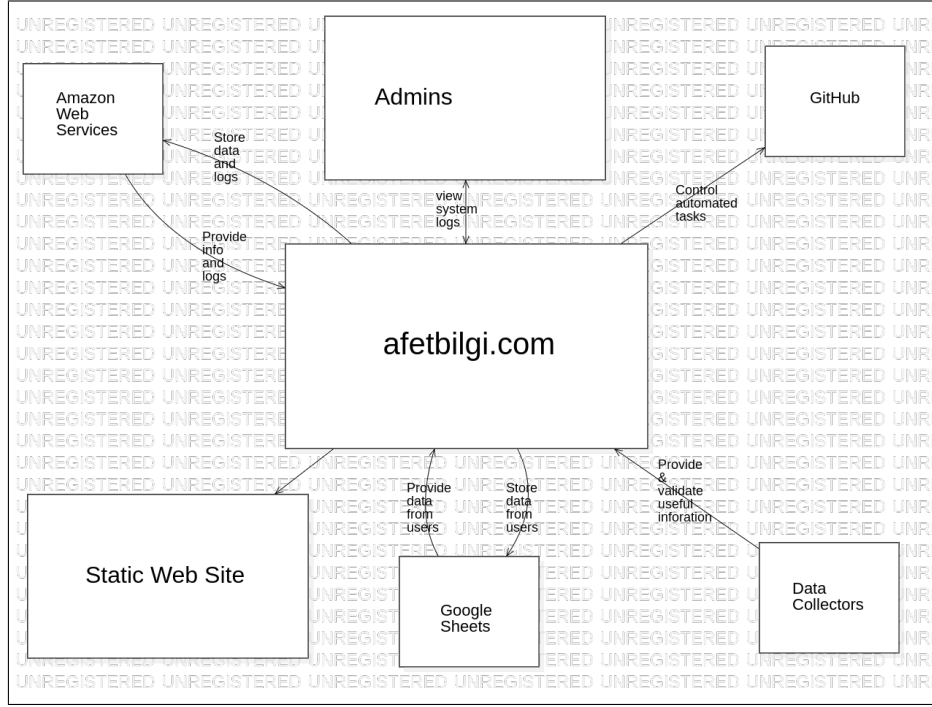 Admins
GitHub
Amazon
Web
Services
Store
data
and
logs
view
system
logs
Control
automated
tasks
Provide
info
and
logs
afetbilgi.com
Provide
data
from
users
Store
data
from
users
Provide
&
validate
useful
inforation
Static Web Site
Google
Sheets
Data
Collectors
UNREGISTERED